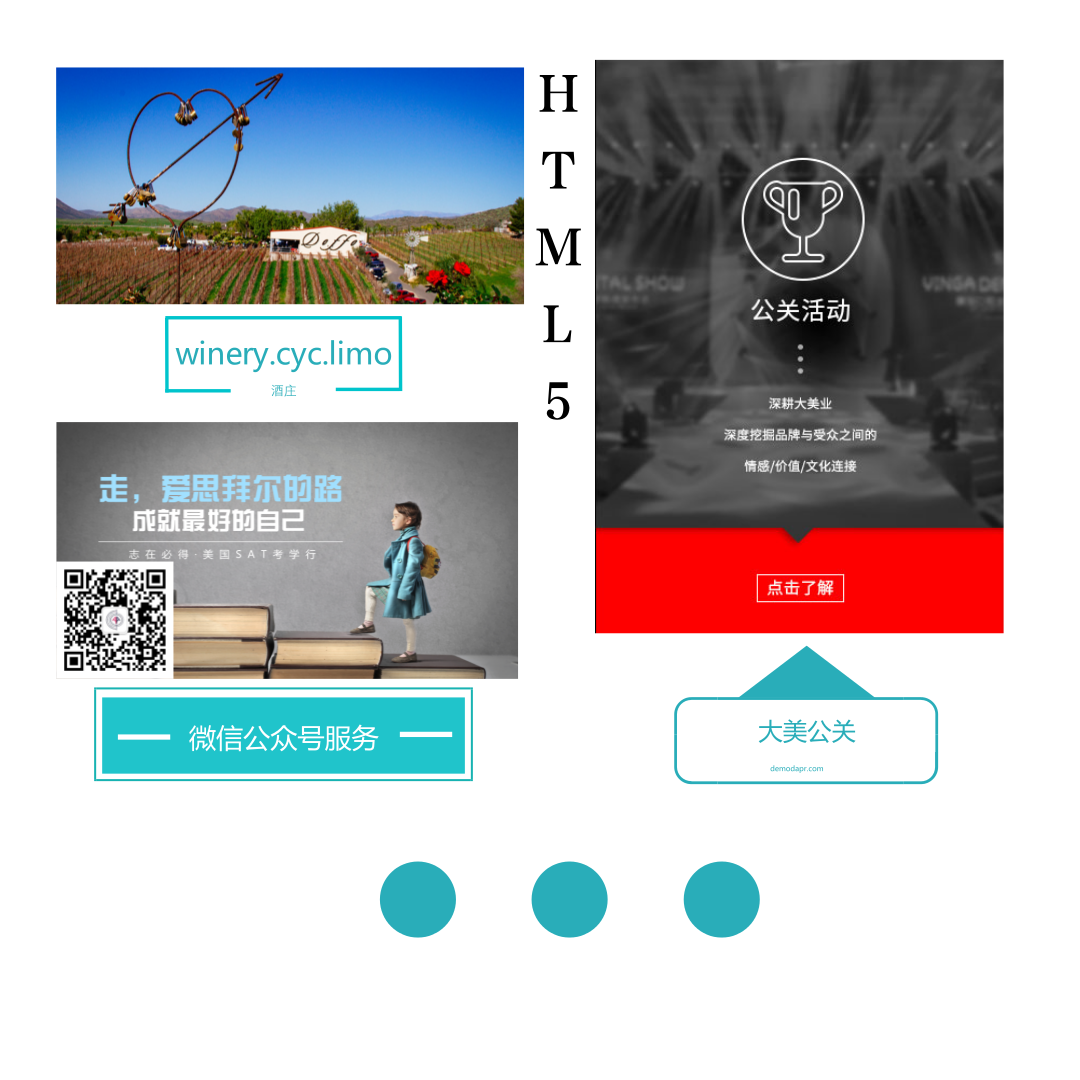 Doffo
winery.cyc.limo
酒庄
走，爱思拜尔的路
成就最好的自己
志在必得·美国SAT考学行
微信公众号服务
H
T
M
L
5
TAL SHOW
VINGA DE
公关活动
深耕大美业
深度挖掘品牌与受众之间的
情感/价值/文化连接
点击了解
大美公关
demodapr.com